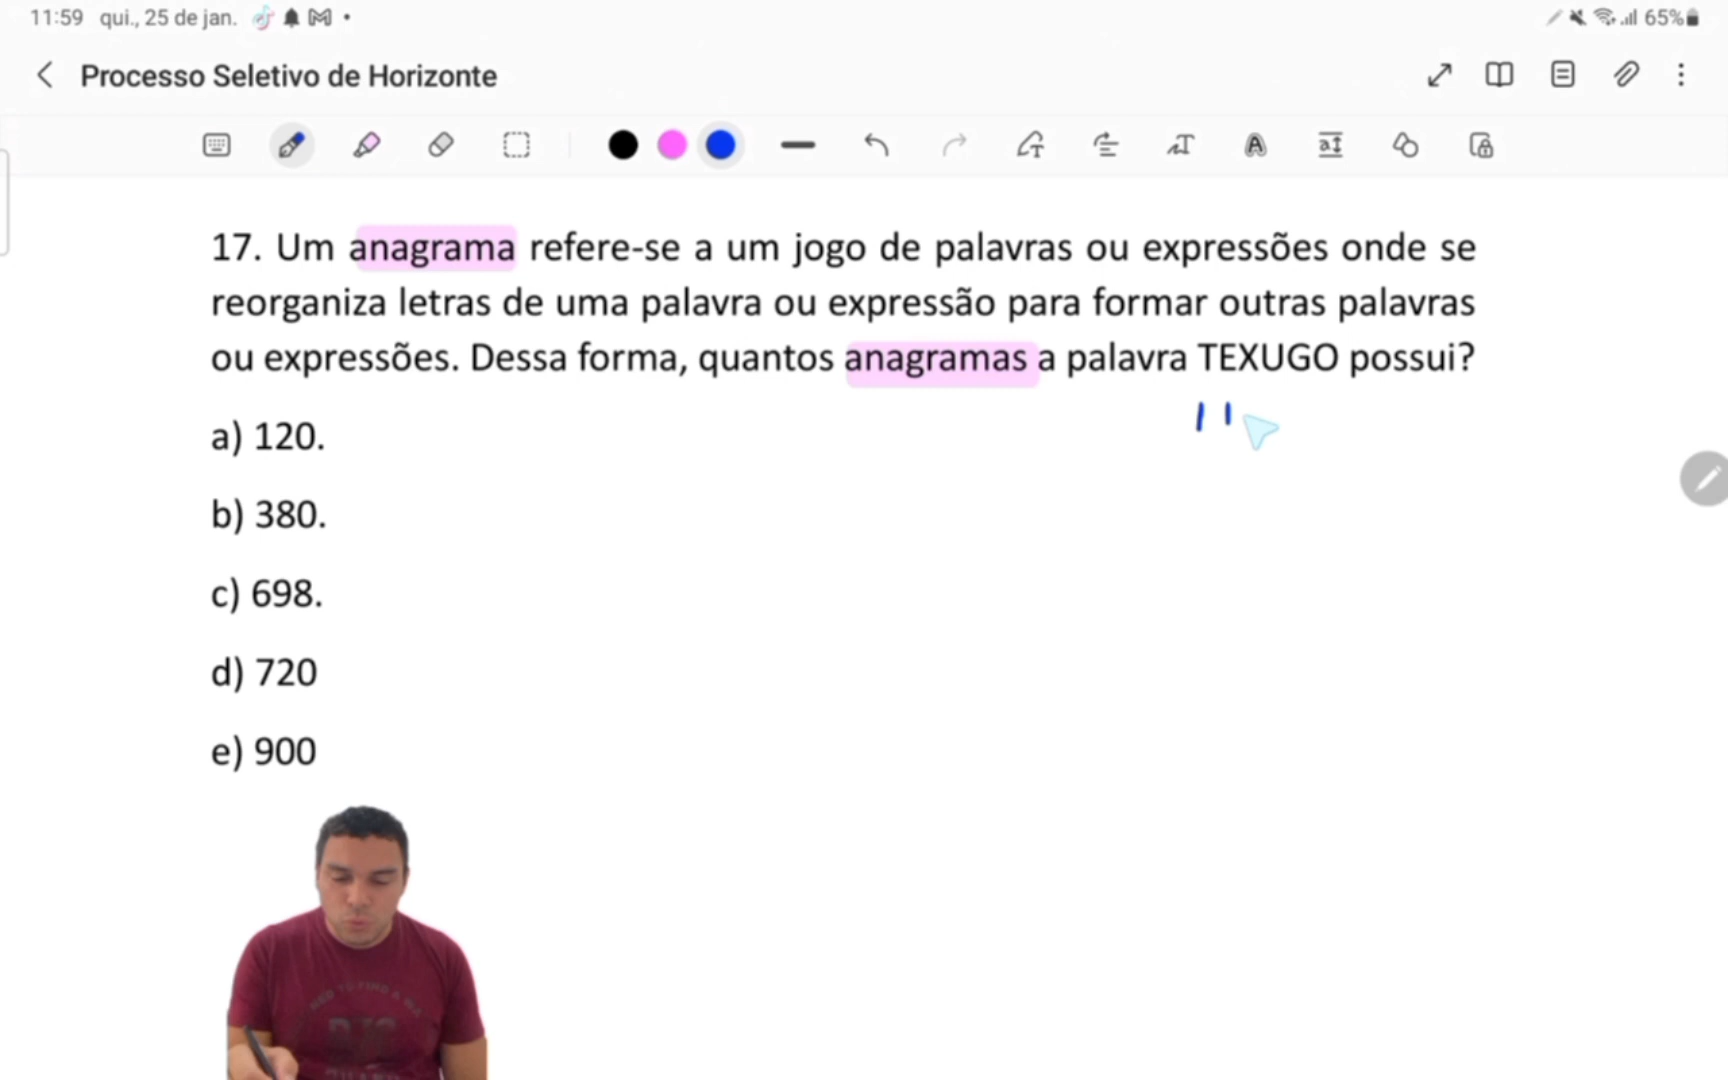 11:59 qui., 25 de jan.
65%
Processo Seletivo de Horizonte
17. Um anagrama refere-se a um jogo de palavras ou expressões onde se
reorganiza letras de uma palavra ou expressão para formar outras palavras
ou expressões. Dessa forma, quantos anagramas a palavra TEXUGO possui?
a) 120.
b) 380.
c) 698.
d) 720
e) 900